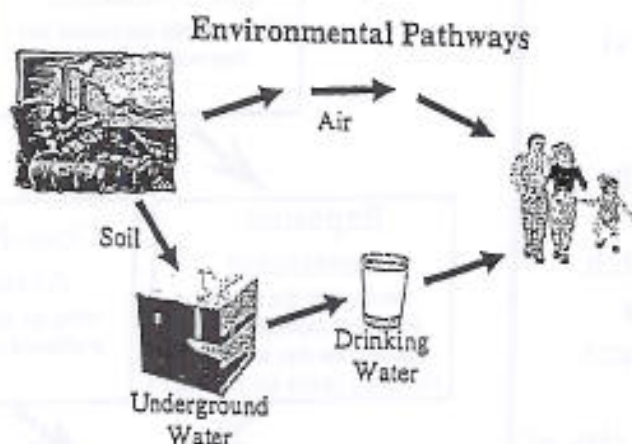 Environmental Pathways
Air
Soil
Drinking
Water
Underground
Water